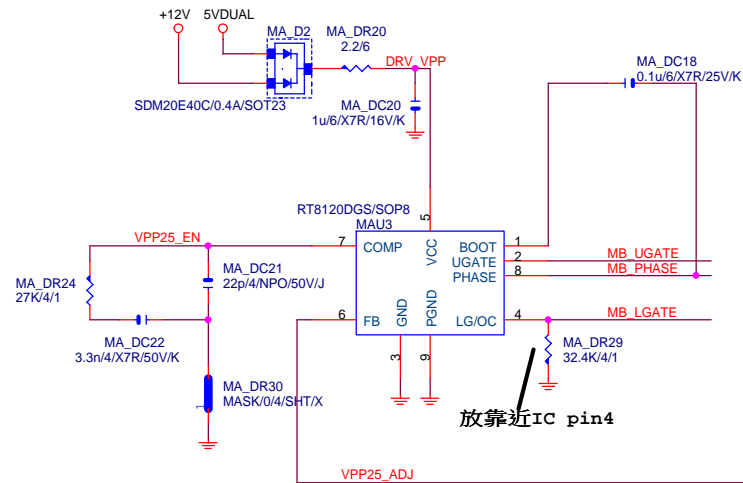 +12V
5VDUAL
MA_D2
MA_DR20
2.2/6
DRV_VPP
SDM20E40C/0.4A/SOT23
MA_DC20
1u/6/X7R/16V/K
MA_DC18
0.1u/6/X7R/25V/K
RT8120DGS/SOP8
MAU3
5
VCC
VPP25_EN
7
COMP
BOOT
1
UGATE
2
MB_UGATE
PHASE
8
MB_PHASE
MA_DR24
27K/4/1
MA_DC21
22p/4/NPO/50V/J
MA_DC22
3.3n/4/X7R/50V/K
6
FB
GND
PGND
LG/OC
4
MB_LGATE
3
9
MA_DR29
32.4K/4/1
MA_DR30
MASK/0/4/SHT/X
1
放靠近IC pin4
VPP25_ADJ